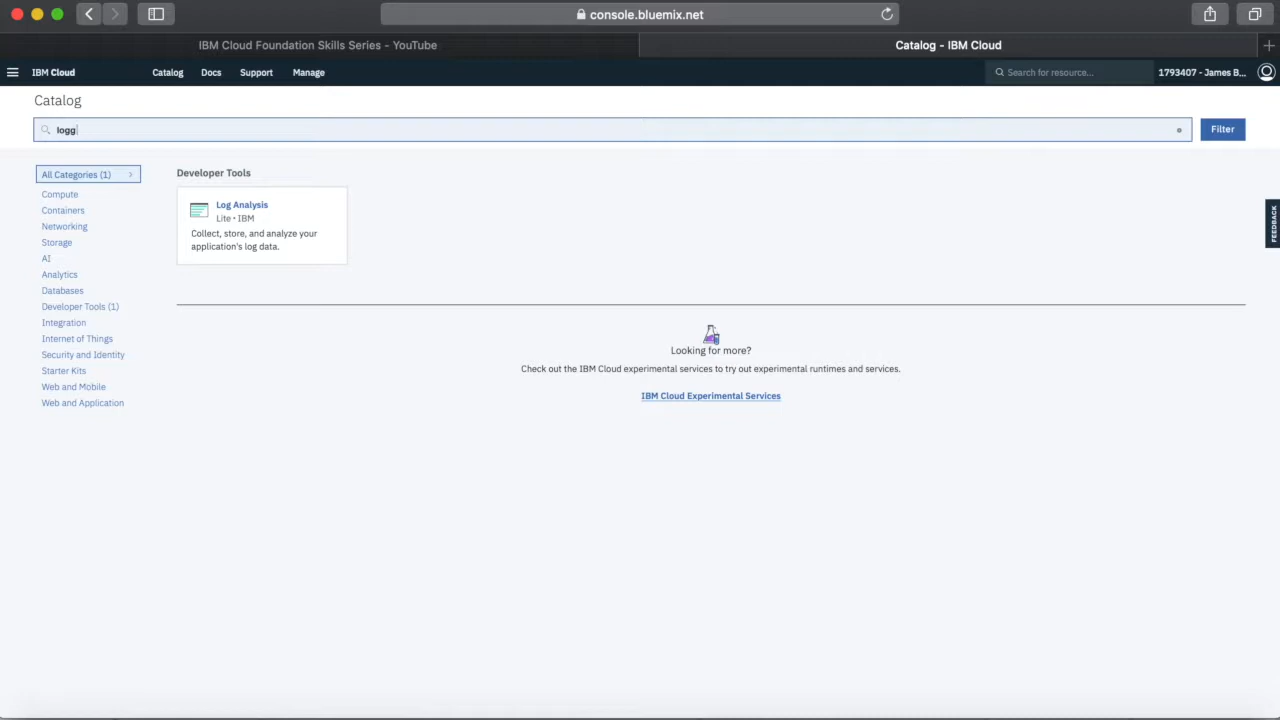 console.bluemix.net
IBM Cloud Foundation Skills Series - YouTube
Catalog - IBM Cloud
IBM Cloud
Catalog
Docs
Support
Manage
Search for resource...
1793407 - James B...
Catalog
logg
Filter
All Categories (1)
Compute
Containers
Networking
Storage
AI
Analytics
Databases
Developer Tools (1)
Integration
Internet of Things
Security and Identity
Starter Kits
Web and Mobile
Web and Application
Developer Tools
Log Analysis
Lite • IBM
Collect, store, and analyze your
application's log data.
Looking for more?
Check out the IBM Cloud experimental services to try out experimental runtimes and services.
IBM Cloud Experimental Services
FEEDBACK